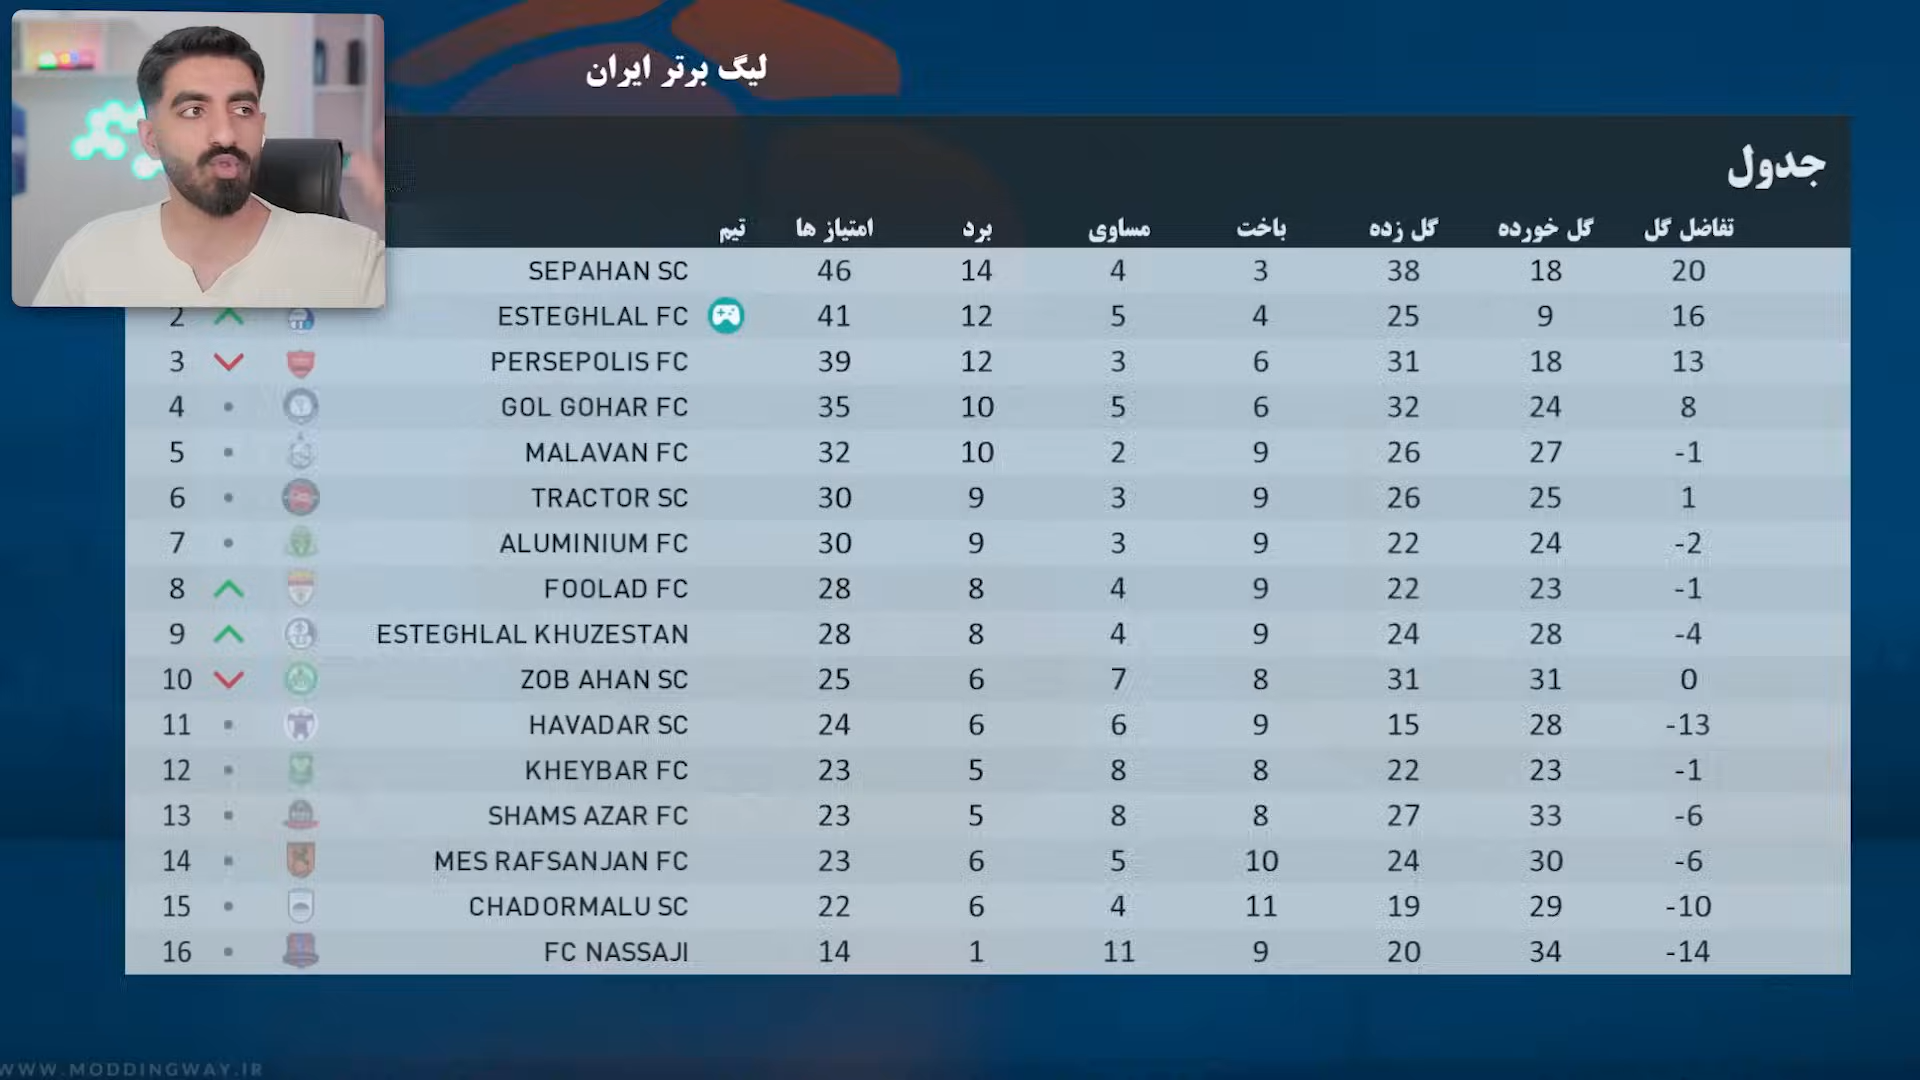 لیگ برتر ایران
جدول
تیم امتیاز ها برد مساوی باخت گل زده گل خورده تفاضل گل
SEPAHAN SC 46 14 4 3 38 18 20
2 ESTEGHLAL FC 41 12 5 4 25 9 16
3 PERSEPOLIS FC 39 12 3 6 31 18 13
4 GOL GOHAR FC 35 10 5 6 32 24 8
5 MALAVAN FC 32 10 2 9 26 27 -1
6 TRACTOR SC 30 9 3 9 26 25 1
7 ALUMINIUM FC 30 9 3 9 22 24 -2
8 FOOLAD FC 28 8 4 9 22 23 -1
9 ESTEGHLAL KHUZESTAN 28 8 4 9 24 28 -4
10 ZOB AHAN SC 25 6 7 8 31 31 0
11 HAVADAR SC 24 6 6 9 15 28 -13
12 KHEYBAR FC 23 5 8 8 22 23 -1
13 SHAMS AZAR FC 23 5 8 8 27 33 -6
14 MES RAFSANJAN FC 23 6 5 10 24 30 -6
15 CHADORMALU SC 22 6 4 11 19 29 -10
16 FC NASSAJI 14 1 11 9 20 34 -14
WWW.MODDINGWAY.IR